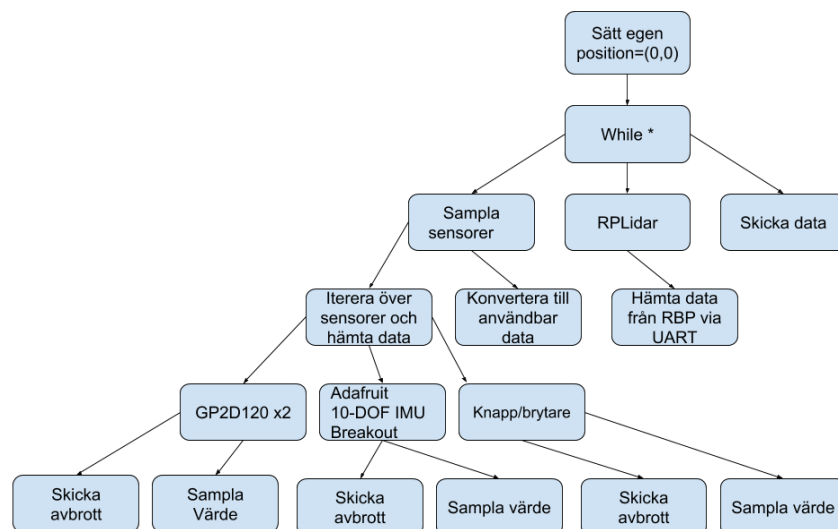 Sätt egen
position=(0,0)
While *
Sampla
sensorer
RPLidar
Skicka data
Iterera över
sensorer och
hämta data
Konvertera till
användbar
data
Hämta data
från RBP via
UART
GP2D120 x2
Adafruit
10-DOF IMU
Breakout
Knapp/brytare
Skicka
avbrott
Sampla
Värde
Skicka
avbrott
Sampla värde
Skicka
avbrott
Sampla värde